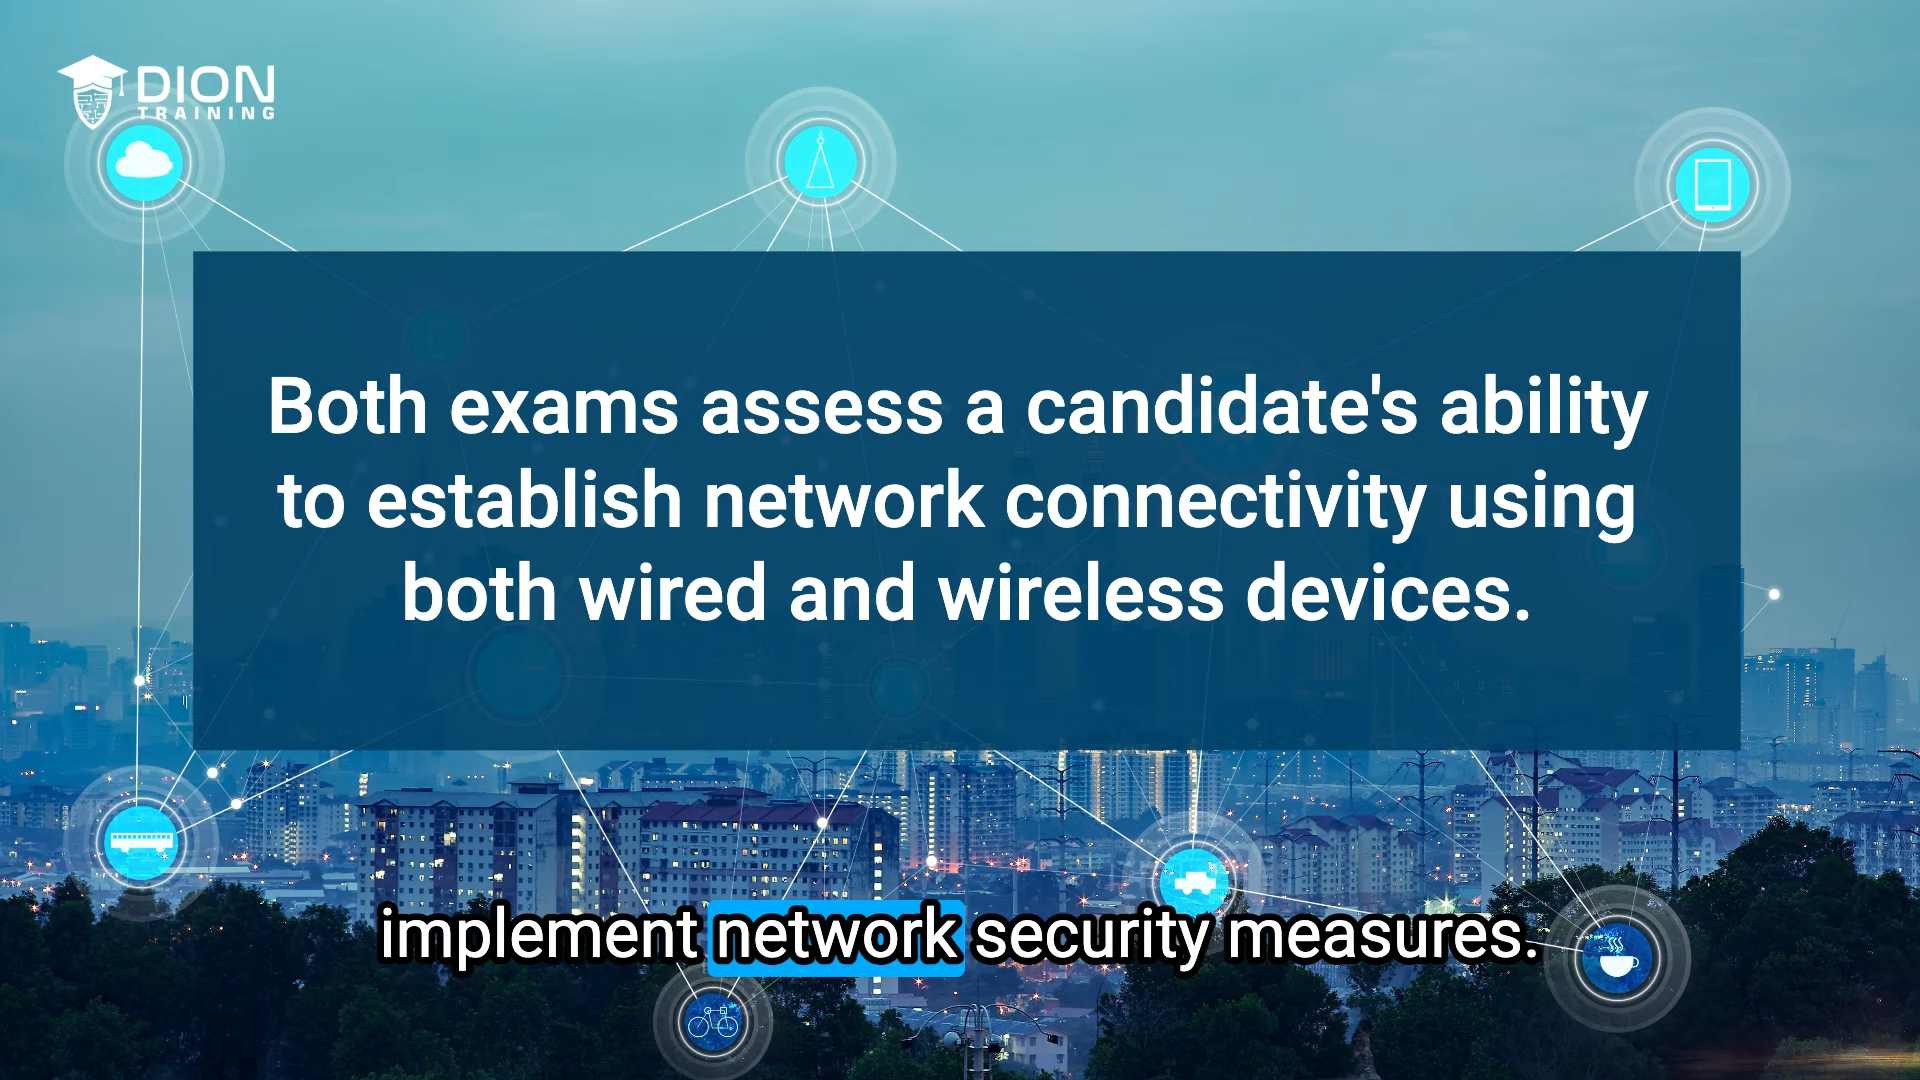 DION
TRAINING
Both exams assess a candidate's ability
to establish network connectivity using
both wired and wireless devices.
implement network security measures.